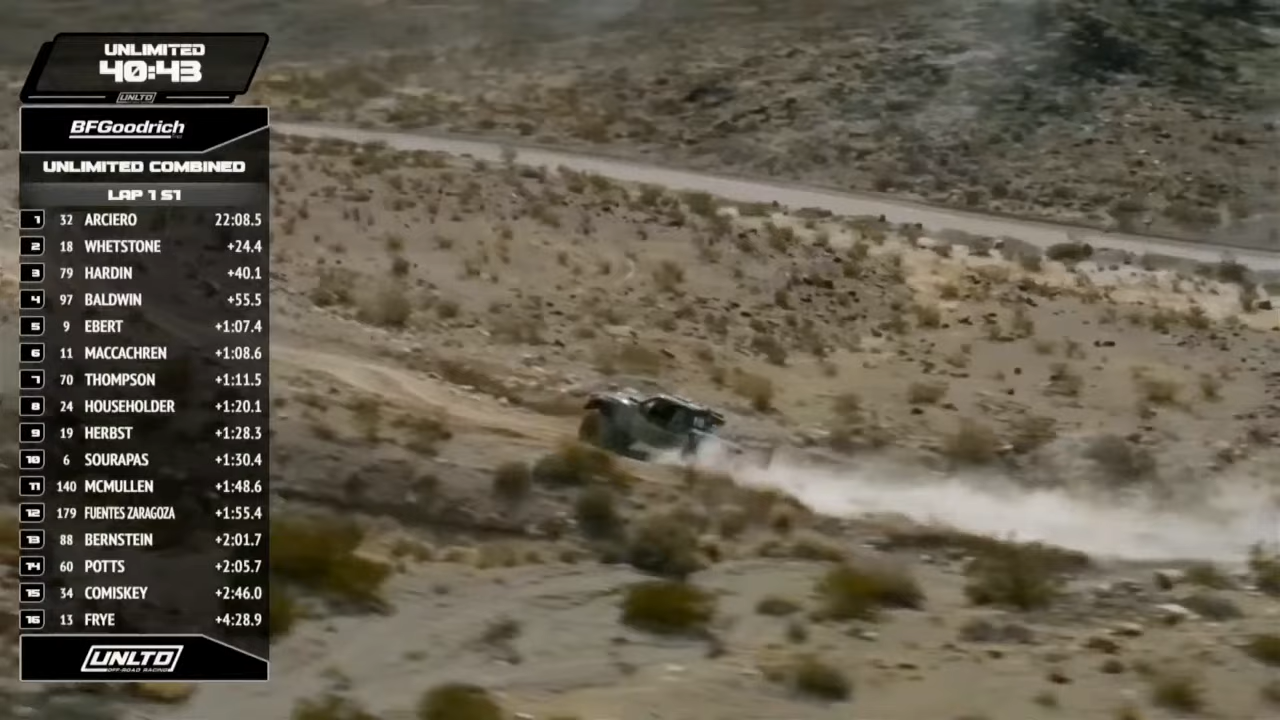 UNLIMITED
40:43
UNLTD
BFGoodrich
UNLIMITED COMBINED
LAP 1 S1
1 32 ARCIERO 22:08.5
2 18 WHETSTONE +24.4
3 79 HARDIN +40.1
4 97 BALDWIN +55.5
5 9 EBERT +1:07.4
6 11 MACCACHREN +1:08.6
7 70 THOMPSON +1:11.5
8 24 HOUSEHOLDER +1:20.1
9 19 HERBST +1:28.3
10 6 SOURAPAS +1:30.4
11 140 MCMULLEN +1:48.6
12 179 FUENTES ZARAGOZA +1:55.4
13 88 BERNSTEIN +2:01.7
14 60 POTTS +2:05.7
15 34 COMISKEY +2:46.0
16 13 FRYE +4:28.9
UNLTD
OFF-ROAD RACING